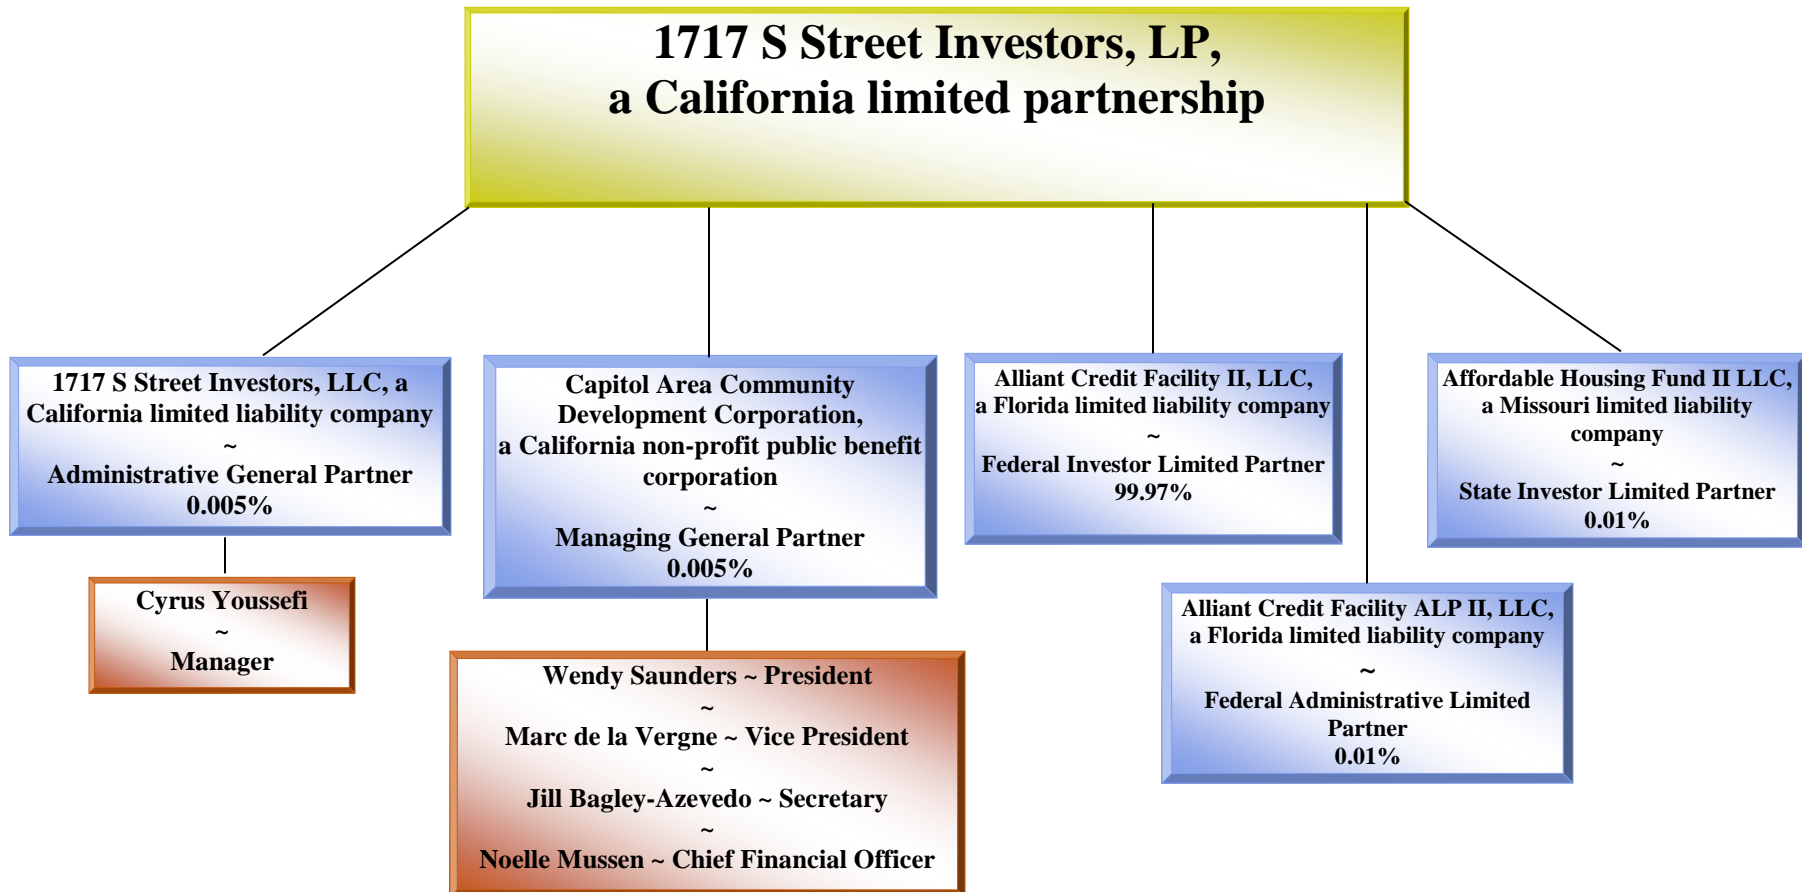 1717 S Street Investors, LP,
a California limited partnership
1717 S Street Investors, LLC, a
California limited liability company
~
Administrative General Partner
0.005%
Cyrus Youssefi
~
Manager
Capitol Area Community
Development Corporation,
a California non-profit public benefit
corporation
~
Managing General Partner
0.005%
Wendy Saunders ~ President
~
Marc de la Vergne ~ Vice President
~
Jill Bagley-Azevedo ~ Secretary
~
Noelle Mussen ~ Chief Financial Officer
Alliant Credit Facility II, LLC,
a Florida limited liability company
~
Federal Investor Limited Partner
99.97%
Alliant Credit Facility ALP II, LLC,
a Florida limited liability company
~
Federal Administrative Limited
Partner
0.01%
Affordable Housing Fund II LLC,
a Missouri limited liability
company
~
State Investor Limited Partner
0.01%